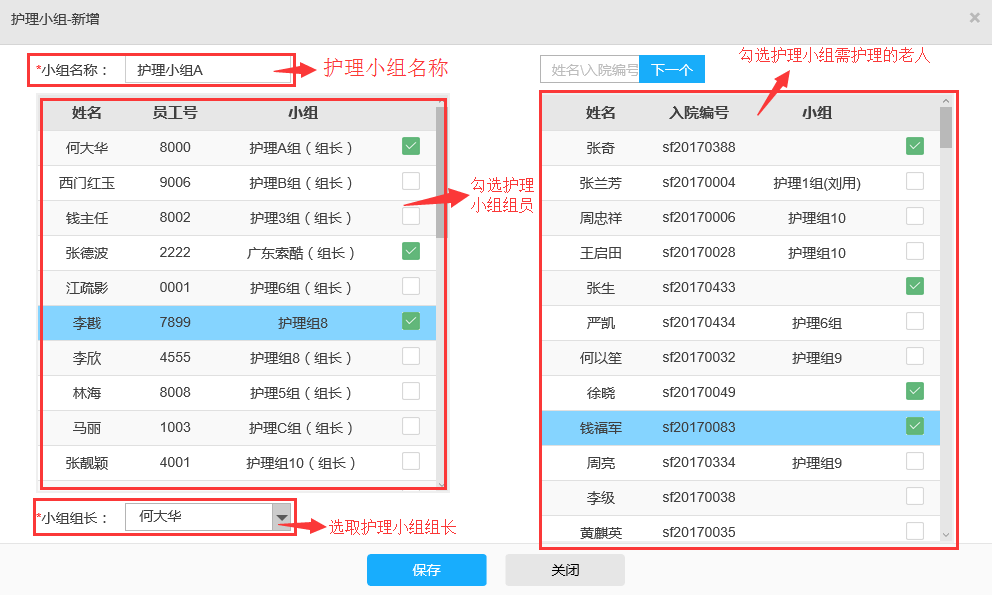 护理小组-新增
*小组名称： 护理小组A 护理小组名称
姓名\入院编号 下一个
勾选护理小组需护理的老人
姓名 员工号 小组
何大华 8000 护理A组（组长）
西门红玉 9006 护理B组（组长）
钱主任 8002 护理3组（组长）
张德波 2222 广东索酷（组长）
江疏影 0001 护理6组（组长）
李戡 7899 护理组8
李欣 4555 护理组8（组长）
林海 8008 护理5组（组长）
马丽 1003 护理C组（组长）
张靓颖 4001 护理组10（组长）
勾选护理
小组组员
*小组组长： 何大华 选取护理小组组长
姓名 入院编号 小组
张奇 sf20170388
张兰芳 sf20170004 护理1组(刘用)
周忠祥 sf20170006 护理组10
王启田 sf20170028 护理组10
张生 sf20170433
严凯 sf20170434 护理6组
何以笙 sf20170032 护理组9
徐晓 sf20170049
钱福军 sf20170083
周亮 sf20170334 护理组9
李级 sf20170038
黄麒英 sf20170035
保存 关闭